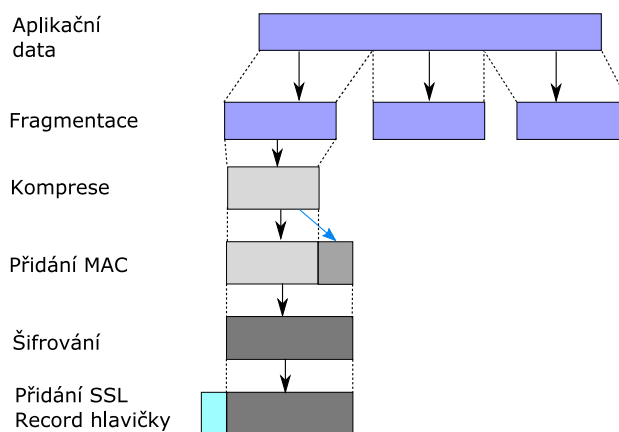 Aplikační
data
Fragmentace
Komprese
Přidání MAC
Šifrování
Přidání SSL
Record hlavičky